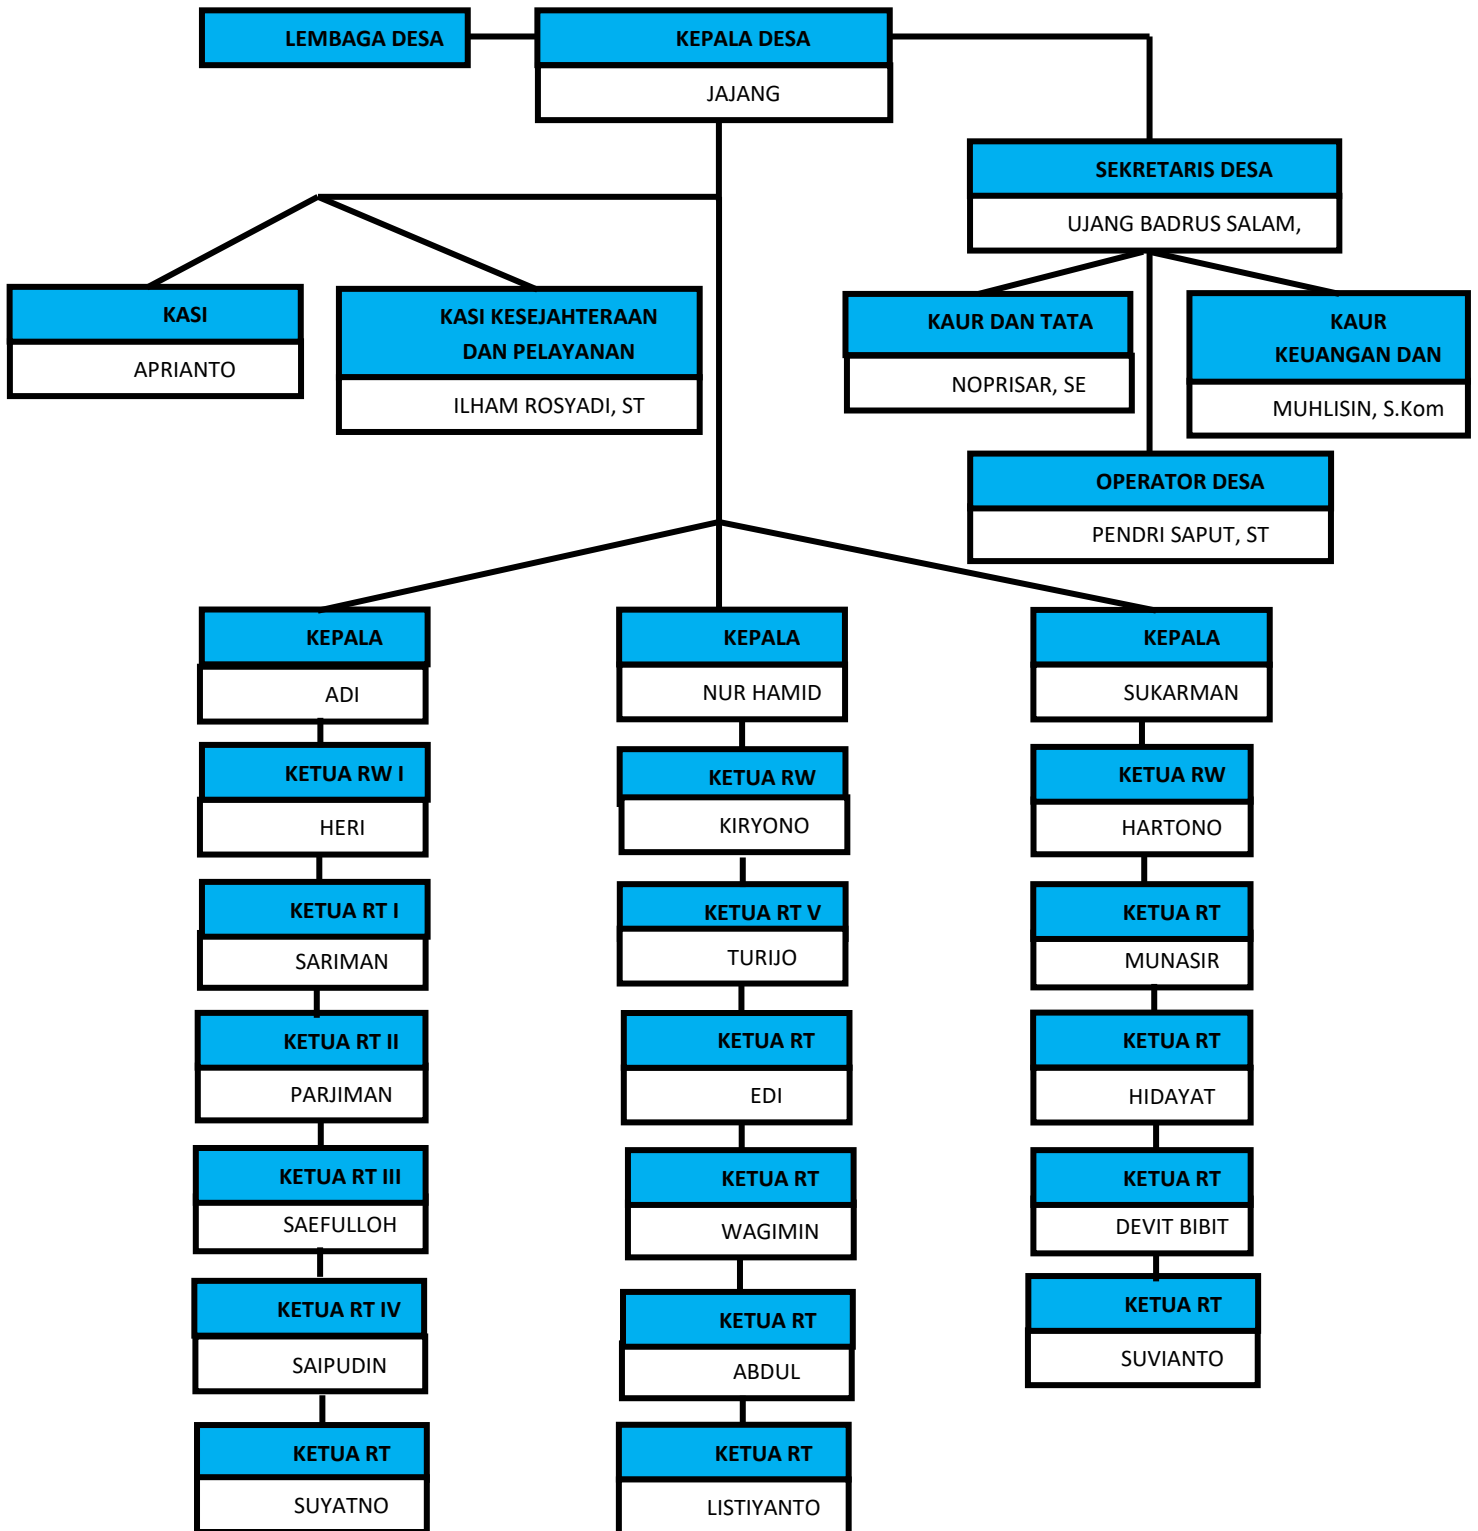 LEMBAGA DESA
KEPALA DESA
JAJANG
SEKRETARIS DESA
UJANG BADRUS SALAM,
KASI
APRIANTO
KASI KESEJAHTERAAN
DAN PELAYANAN
ILHAM ROSYADI, ST
KAUR DAN TATA
NOPRISAR, SE
KAUR
KEUANGAN DAN
MUHLISIN, S.Kom
OPERATOR DESA
PENDRI SAPUT, ST
KEPALA
ADI
KETUA RW I
HERI
KETUA RT I
SARIMAN
KETUA RT II
PARJIMAN
KETUA RT III
SAEFULLOH
KETUA RT IV
SAIPUDIN
KETUA RT
SUYATNO
KEPALA
NUR HAMID
KETUA RW
KIRYONO
KETUA RT V
TURIJO
KETUA RT
EDI
KETUA RT
WAGIMIN
KETUA RT
ABDUL
KETUA RT
LISTIYANTO
KEPALA
SUKARMAN
KETUA RW
HARTONO
KETUA RT
MUNASIR
KETUA RT
HIDAYAT
KETUA RT
DEVIT BIBIT
KETUA RT
SUVIANTO